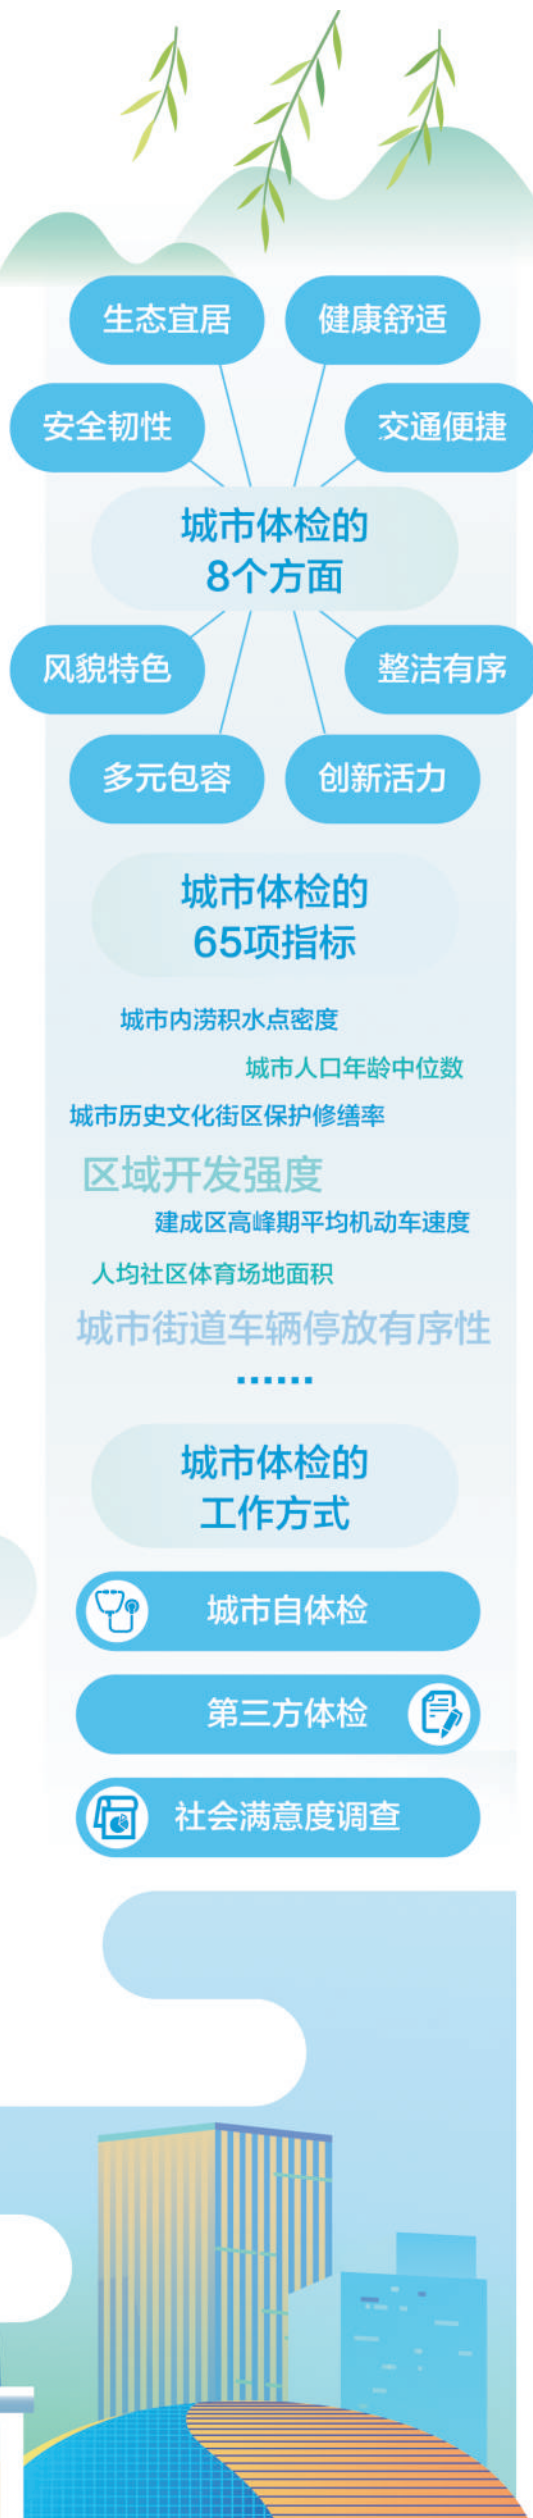 生态宜居
健康舒适
安全韧性
交通便捷
城市体检的
8个方面
风貌特色
整洁有序
多元包容
创新活力
城市体检的
65项指标
城市内涝积水点密度
城市人口年龄中位数
城市历史文化街区保护修缮率
区域开发强度
建成区高峰期平均机动车速度
人均社区体育场地面积
城市街道车辆停放有序性
······
城市体检的
工作方式
城市自体检
第三方体检
社会满意度调查